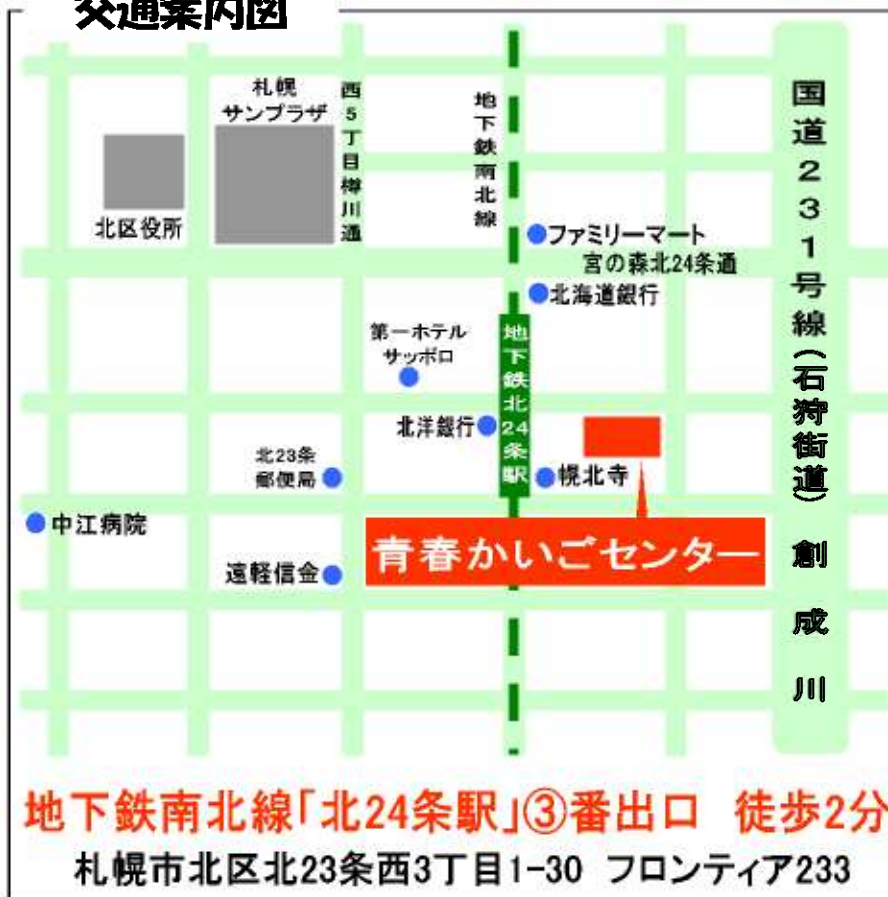 交通案内図
札幌
サンプラザ
西5丁目樽川通
地下鉄南北線
国道231号線(石狩街道) 創成川
北区役所
ファミリーマート
宮の森北24条通
北海道銀行
第一ホテル
サッポロ
地下鉄北24条駅
北洋銀行
北23条
郵便局
幌北寺
中江病院
青春かいごセンター
遠軽信金
地下鉄南北線「北24条駅」③番出口 徒歩2分
札幌市北区北23条西3丁目1-30 フロンティア233